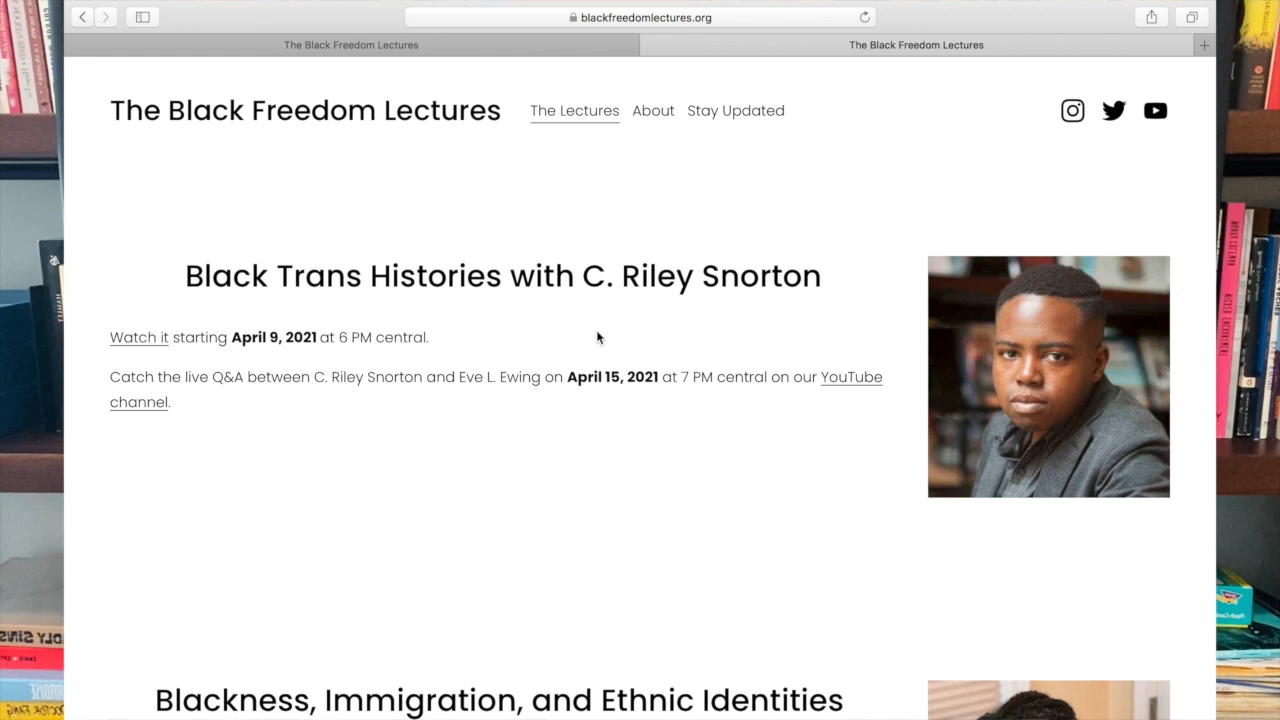 blackfreedomlectures.org
The Black Freedom Lectures
The Black Freedom Lectures
The Black Freedom Lectures
The Lectures
About
Stay Updated
Black Trans Histories with C. Riley Snorton
Watch it starting April 9, 2021 at 6 PM central.
Catch the live Q&A between C. Riley Snorton and Eve L. Ewing on April 15, 2021 at 7 PM central on our YouTube
channel.
Blackness, Immigration, and Ethnic Identities